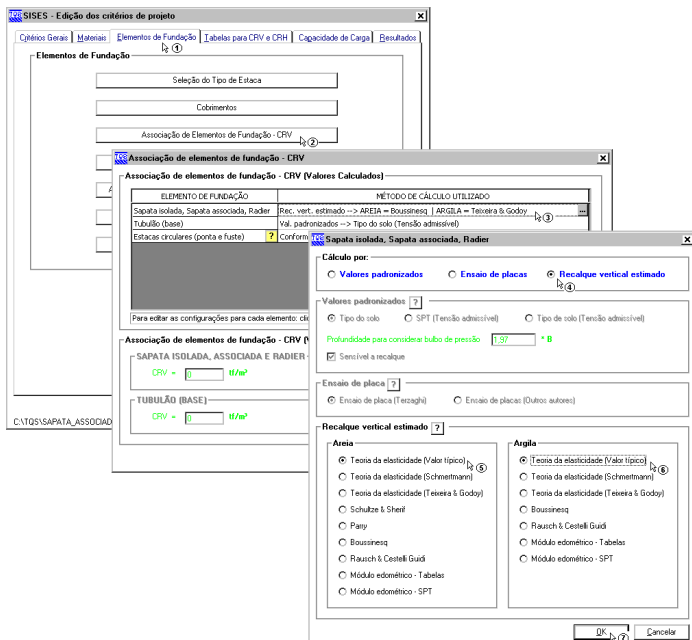 SISES - Edição dos critérios de projeto
Critérios Gerais Materiais Elementos de Fundação Tabelas para CRV e CRH Capacidade de Carga Resultados
1
Elementos de Fundação
Seleção do Tipo de Estaca
Cobrimentos
Associação de Elementos de Fundação - CRV
2
A
C:\TQS\SAPATA_ASSOCIAD
Associação de elementos de fundação - CRV
Associação de elementos de fundação - CRV (Valores Calculados)
ELEMENTO DE FUNDAÇÃO MÉTODO DE CÁLCULO UTILIZADO
Sapata isolada, Sapata associada, Radier Rec. vert. estimado --> AREIA = Boussinesq | ARGILA = Teixeira & Godoy ...
3
Tubulão (base) Val. padronizados --> Tipo do solo (Tensão admissível)
Estacas circulares (ponta e fuste) ? Conform
Para editar as configurações para cada elemento: clic
Associação de elementos de fundação - CRV (V
SAPATA ISOLADA, ASSOCIADA E RADIER
CRV = 0 tf/m³
TUBULÃO (BASE)
CRV = 0 tf/m³
Sapata isolada, Sapata associada, Radier
Cálculo por:
Valores padronizados Ensaio de placas Recalque vertical estimado
4
Valores padronizados ?
Tipo do solo SPT (Tensão admissível) Tipo de solo (Tensão admissível)
Profundidade para considerar bulbo de pressão 1,97 * B
Sensível a recalque
Ensaio de placa ?
Ensaio de placa (Terzaghi) Ensaio de placas (Outros autores)
Recalque vertical estimado ?
Areia
Teoria da elasticidade (Valor típico)
5
Teoria da elasticidade (Schmertmann)
Teoria da elasticidade (Teixeira & Godoy)
Schultze & Sherif
Parry
Boussinesq
Rausch & Cestelli Guidi
Módulo edométrico - Tabelas
Módulo edométrico - SPT
Argila
Teoria da elasticidade (Valor típico)
6
Teoria da elasticidade (Schmertmann)
Teoria da elasticidade (Teixeira & Godoy)
Boussinesq
Rausch & Cestelli Guidi
Módulo edométrico - Tabelas
Módulo edométrico - SPT
OK 7 Cancelar